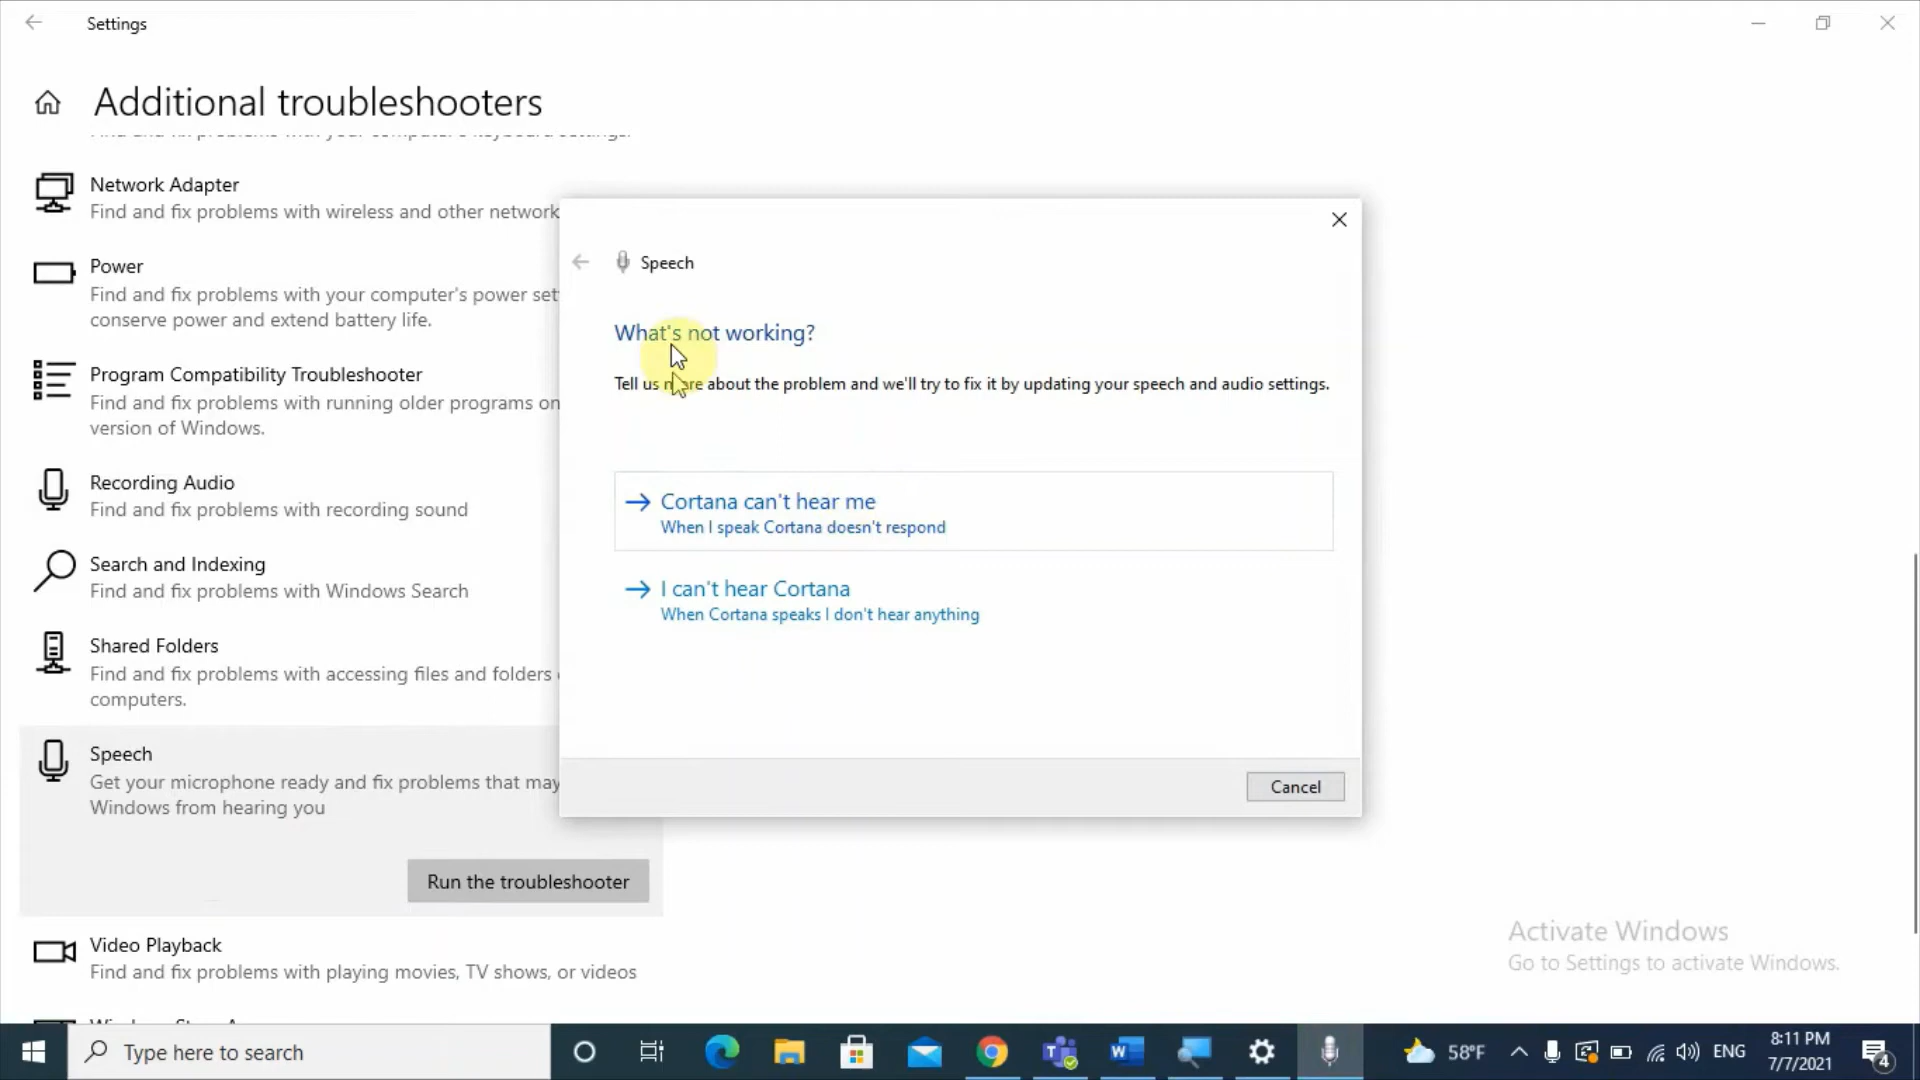 Settings
Additional troubleshooters
Network Adapter
Find and fix problems with wireless and other network
Power
Find and fix problems with your computer's power set
conserve power and extend battery life.
Program Compatibility Troubleshooter
Find and fix problems with running older programs on
version of Windows.
Recording Audio
Find and fix problems with recording sound
Search and Indexing
Find and fix problems with Windows Search
Shared Folders
Find and fix problems with accessing files and folders
computers.
Speech
Get your microphone ready and fix problems that may
Windows from hearing you
Run the troubleshooter
Video Playback
Find and fix problems with playing movies, TV shows, or videos
Speech
What's not working?
Tell us more about the problem and we'll try to fix it by updating your speech and audio settings.
Cortana can't hear me
When I speak Cortana doesn't respond
I can't hear Cortana
When Cortana speaks I don't hear anything
Cancel
Activate Windows
Go to Settings to activate Windows.
Type here to search
58°F
ENG
8:11 PM
7/7/2021
4